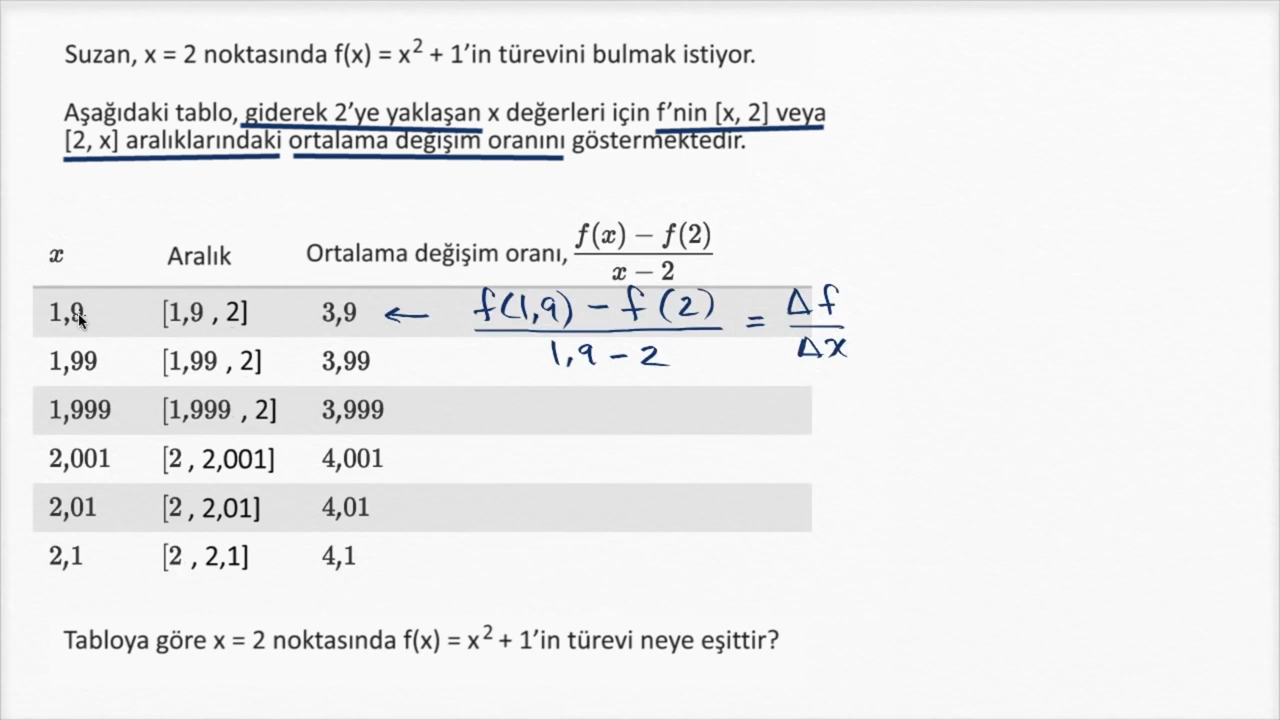 Suzan, x = 2 noktasında f(x) = x² + 1’in türevini bulmak istiyor.
Aşağıdaki tablo, giderek 2’ye yaklaşan x değerleri için f’nin [x, 2] veya
[2, x] aralıklarındaki ortalama değişim oranını göstermektedir.
x Aralık Ortalama değişim oranı, f(x) − f(2) / x − 2
1,9 [1,9 , 2] 3,9 ← f(1,9) − f(2) / 1,9 − 2 = Δf / Δx
1,99 [1,99 , 2] 3,99
1,999 [1,999 , 2] 3,999
2,001 [2 , 2,001] 4,001
2,01 [2 , 2,01] 4,01
2,1 [2 , 2,1] 4,1
Tabloya göre x = 2 noktasında f(x) = x² + 1’in türevi neye eşittir?